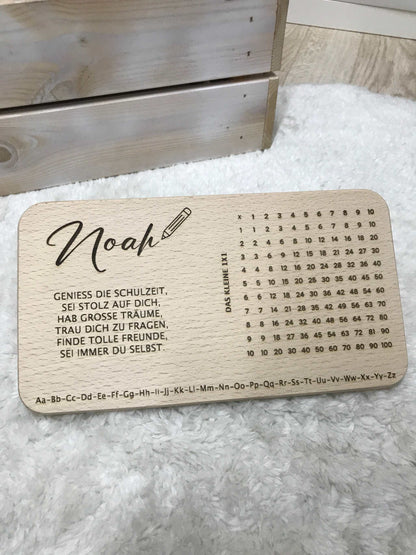 Noah
GENIESS DIE SCHULZEIT,
SEI STOLZ AUF DICH,
HAB GROSSE TRÄUME,
TRAU DICH ZU FRAGEN,
FINDE TOLLE FREUNDE,
SEI IMMER DU SELBST.
DAS KLEINE 1X1
x 1 2 3 4 5 6 7 8 9 10
1 1 2 3 4 5 6 7 8 9 10
2 2 4 6 8 10 12 14 16 18 20
3 3 6 9 12 15 18 21 24 27 30
4 4 8 12 16 20 24 28 32 36 40
5 5 10 15 20 25 30 35 40 45 50
6 6 12 18 24 30 36 42 48 54 60
7 7 14 21 28 35 42 49 56 63 70
8 8 16 24 32 40 48 56 64 72 80
9 9 18 27 36 45 54 63 72 81 90
10 10 20 30 40 50 60 70 80 90 100
Aa-Bb-Cc-Dd-Ee-Ff-Gg-Hh-Ii-Jj-Kk-Ll-Mm-Nn-Oo-Pp-Qq-Rr-Ss-Tt-Uu-Vv-Ww-Xx-Yy-Zz